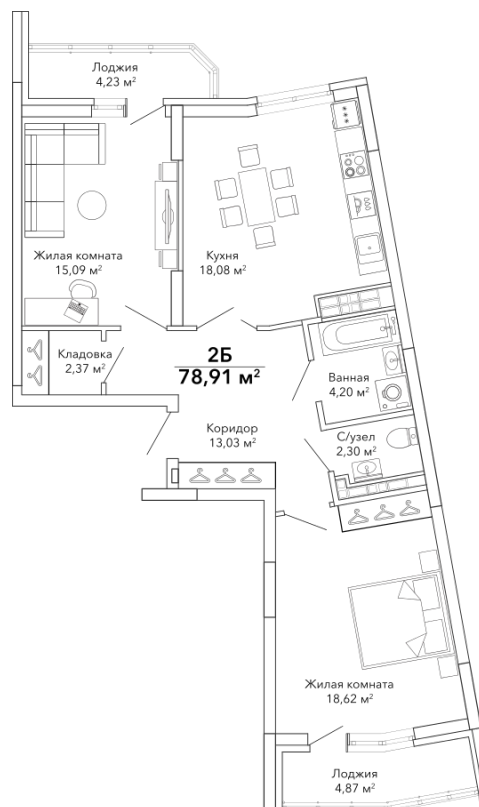 Лоджия
4,23 м²
Жилая комната
15,09 м²
Кухня
18,08 м²
Кладовка
2,37 м²
2Б
78,91 м²
Ванная
4,20 м²
Коридор
13,03 м²
С/узел
2,30 м²
Жилая комната
18,62 м²
Лоджия
4,87 м²